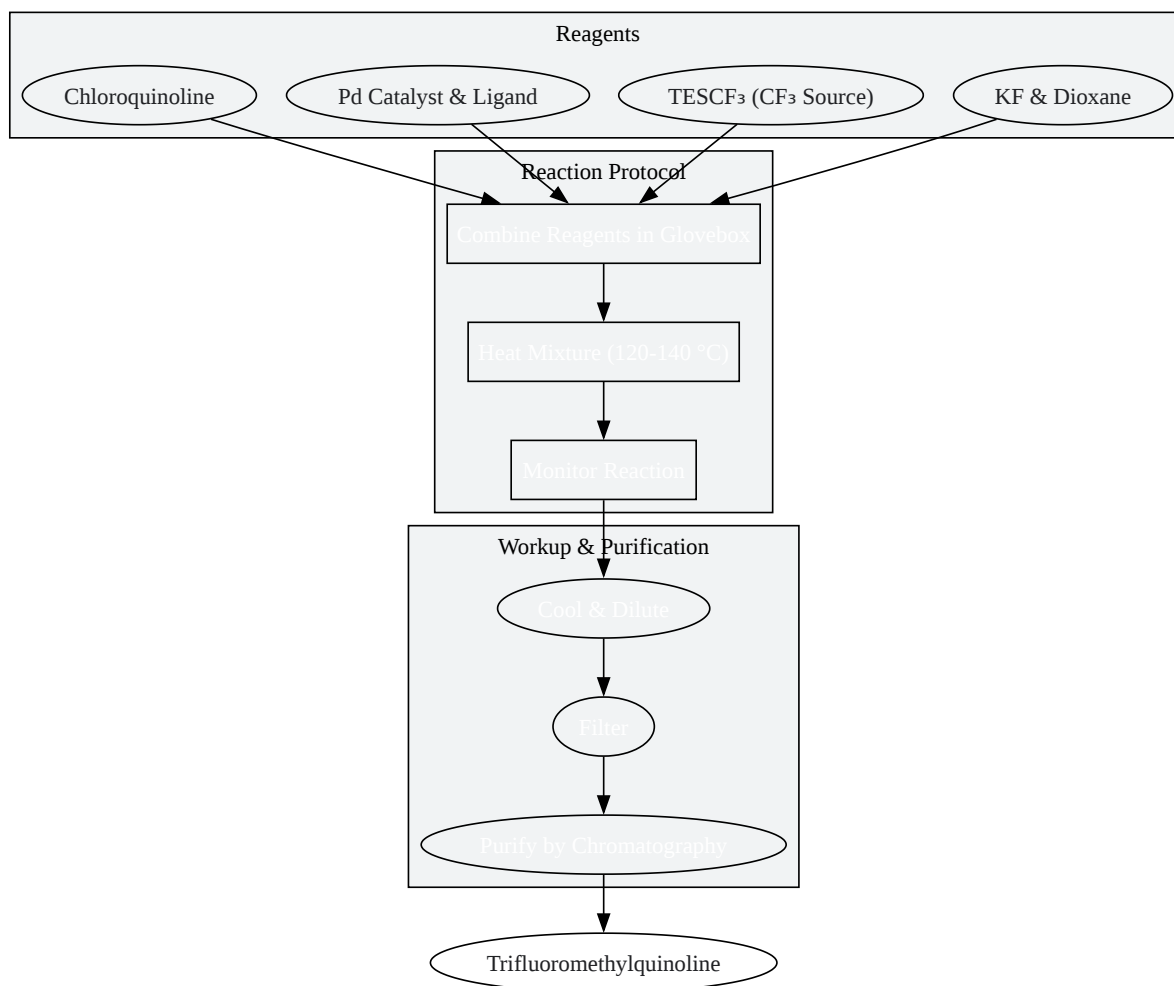 Reagents
Chloroquinoline
Pd Catalyst & Ligand
TESCF₃ (CF₃ Source)
KF & Dioxane
Reaction Protocol
Combine Reagents in Glovebox
Heat Mixture (120-140 °C)
Monitor Reaction
Workup & Purification
Cool & Dilute
Filter
Purify by Chromatography
Trifluoromethylquinoline